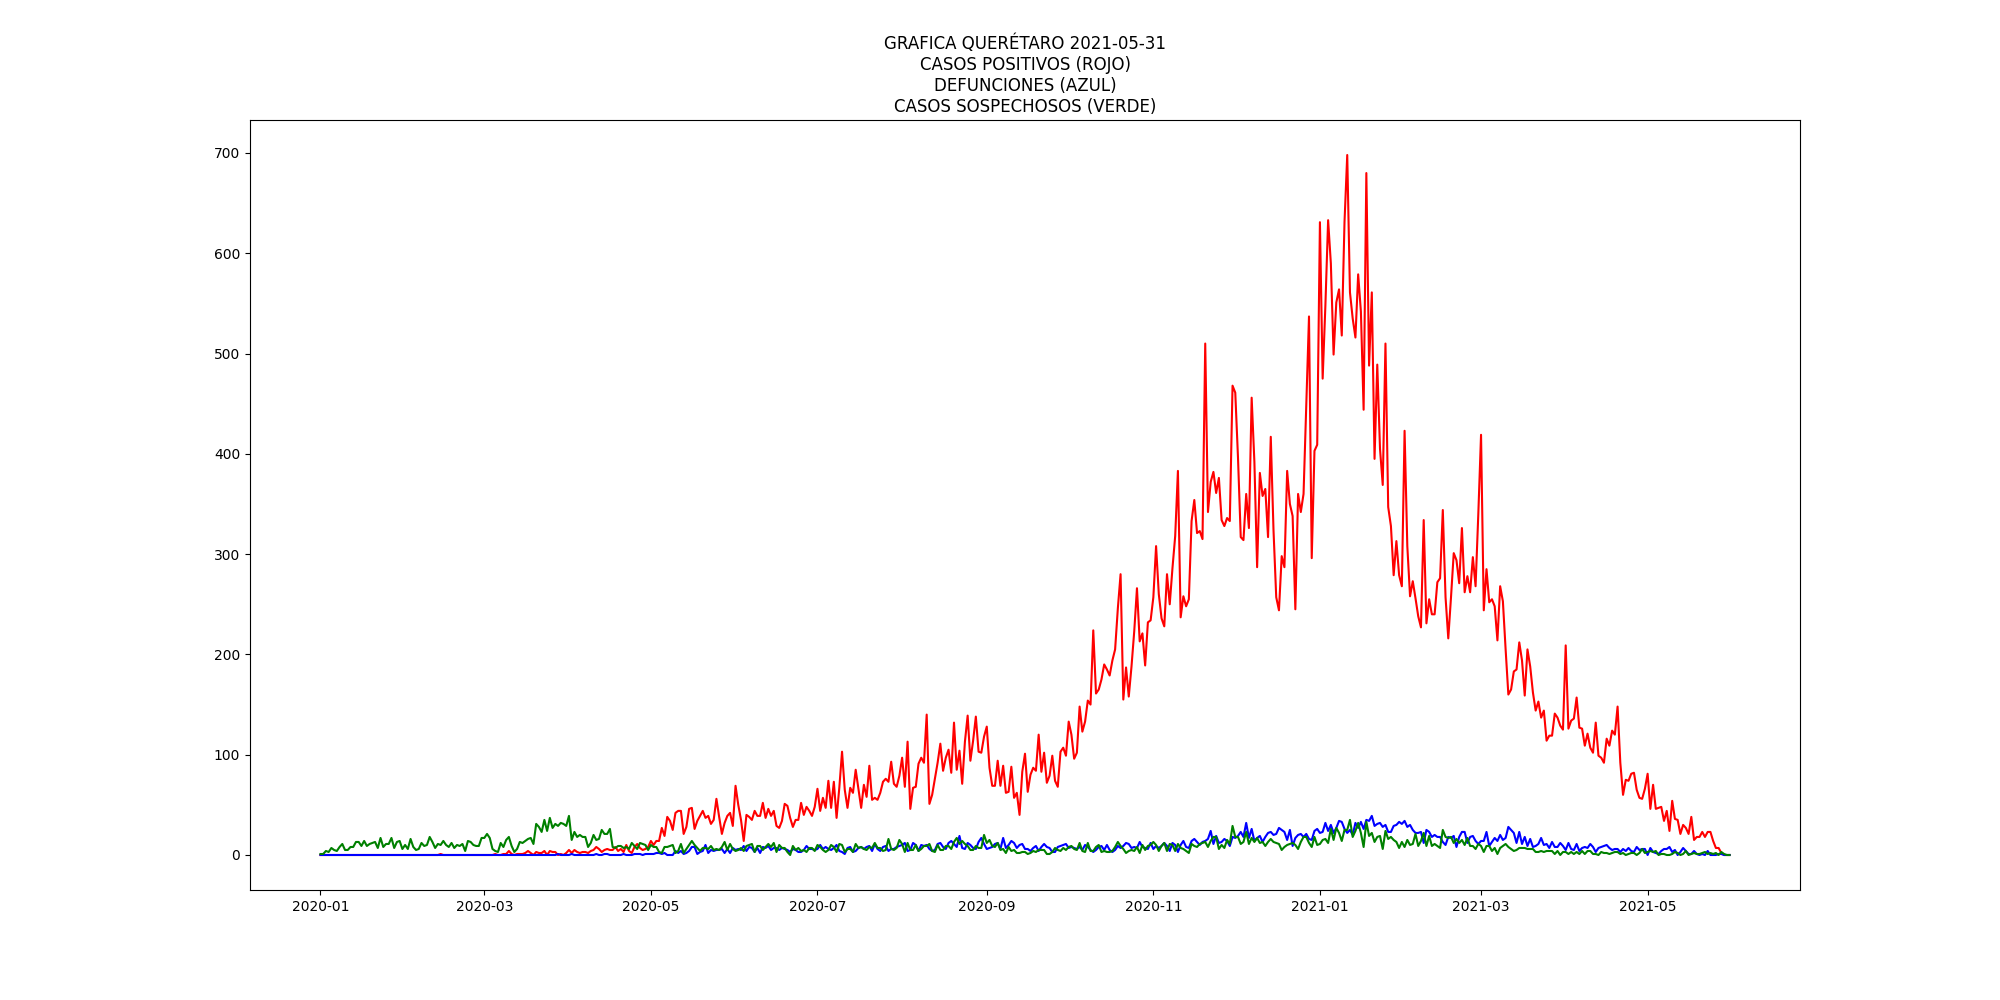 GRAFICA QUERÉTARO 2021-05-31
CASOS POSITIVOS (ROJO)
DEFUNCIONES (AZUL)
CASOS SOSPECHOSOS (VERDE)
700
600
500
400
300
200
100
0
2020-01 2020-03 2020-05 2020-07 2020-09 2020-11 2021-01 2021-03 2021-05